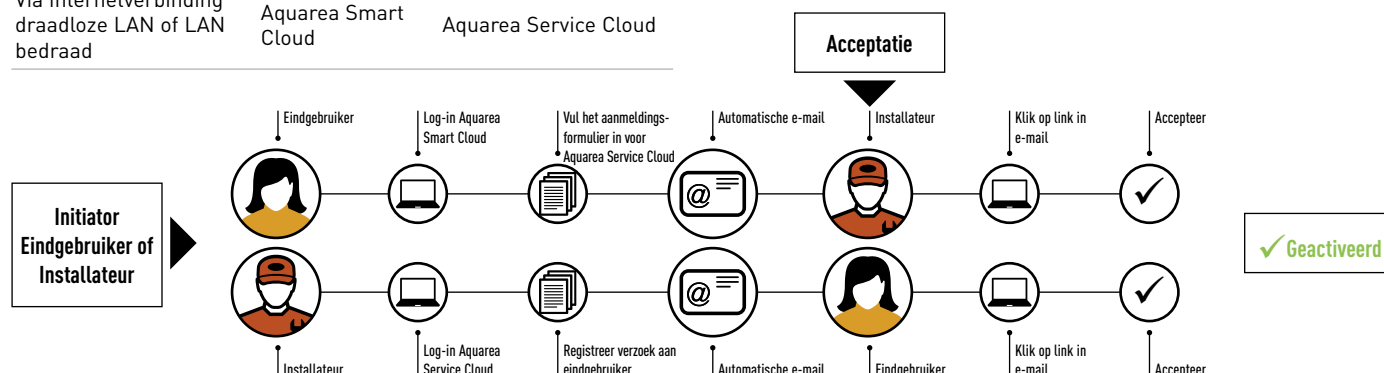 Via internetverbinding
draadloze LAN of LAN
bedraad
Aquarea Smart
Cloud
Aquarea Service Cloud
Acceptatie
Eindgebruiker
Log-in Aquarea
Smart Cloud
Vul het aanmeldings-
formulier in voor
Aquarea Service Cloud
Automatische e-mail
Installateur
Klik op link in
e-mail
Accepteer
Initiator
Eindgebruiker of
Installateur
@
✓ Geactiveerd
@
Installateur
Log-in Aquarea
Service Cloud
Registreer verzoek aan
eindgebruiker
Automatische e-mail
Eindgebruiker
Klik op link in
e-mail
Accepteer